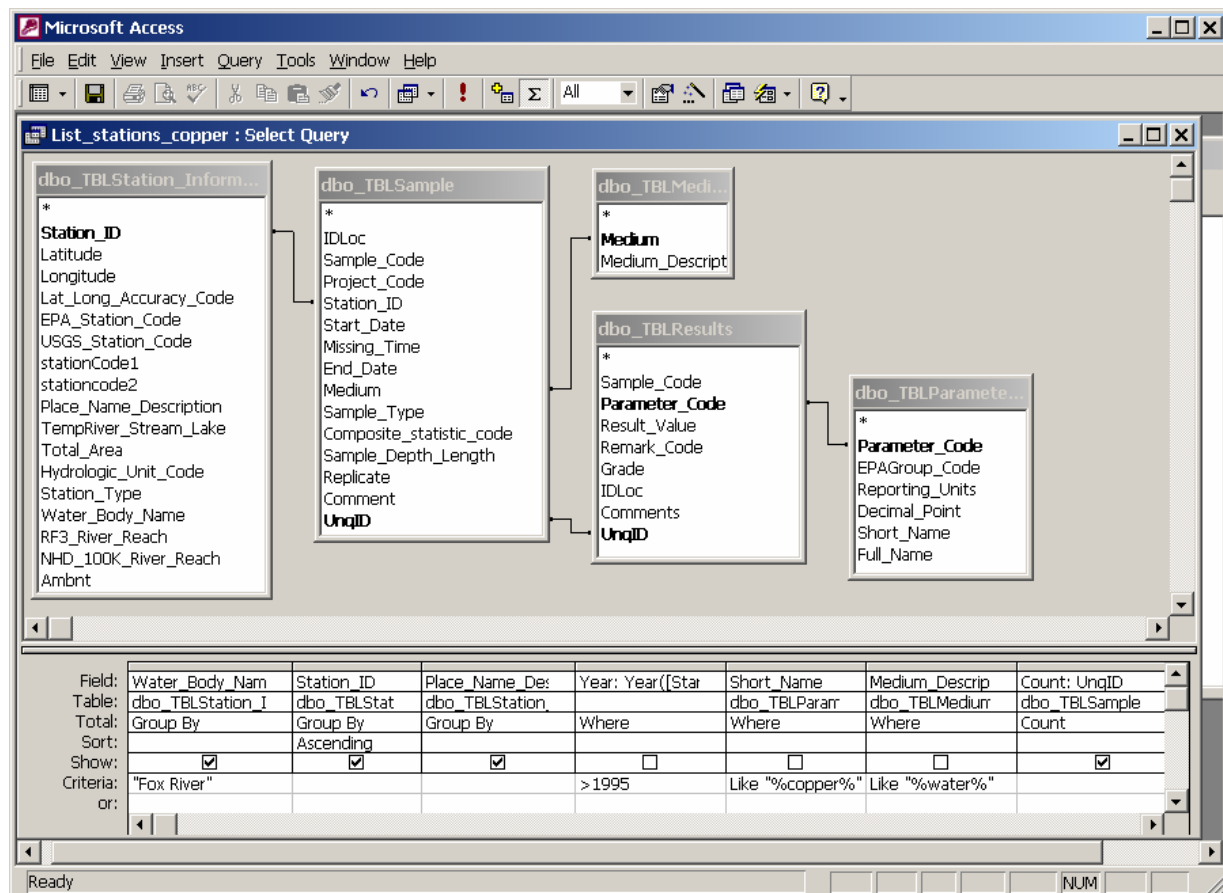 Microsoft Access
File Edit View Insert Query Tools Window Help
ABC Σ All
List_stations_copper : Select Query
dbo_TBLStation_Inform...
*
Station_ID
Latitude
Longitude
Lat_Long_Accuracy_Code
EPA_Station_Code
USGS_Station_Code
stationCode1
stationcode2
Place_Name_Description
TempRiver_Stream_Lake
Total_Area
Hydrologic_Unit_Code
Station_Type
Water_Body_Name
RF3_River_Reach
NHD_100K_River_Reach
Ambnt
dbo_TBLSample
*
IDLoc
Sample_Code
Project_Code
Station_ID
Start_Date
Missing_Time
End_Date
Medium
Sample_Type
Composite_statistic_code
Sample_Depth_Length
Replicate
Comment
UnqID
dbo_TBLMedi...
*
Medium
Medium_Descript
dbo_TBLResults
*
Sample_Code
Parameter_Code
Result_Value
Remark_Code
Grade
IDLoc
Comments
UnqID
dbo_TBLParamete...
*
Parameter_Code
EPAGroup_Code
Reporting_Units
Decimal_Point
Short_Name
Full_Name
Field: Water_Body_Nam Station_ID Place_Name_Des Year: Year([Star Short_Name Medium_Descrip Count: UnqID
Table: dbo_TBLStation_I dbo_TBLStat dbo_TBLStation_ dbo_TBLParam dbo_TBLMedium dbo_TBLSample
Total: Group By Group By Group By Where Where Where Count
Sort: Ascending
Show:
Criteria: "Fox River" >1995 Like "%copper%" Like "%water%"
or:
Ready NUM